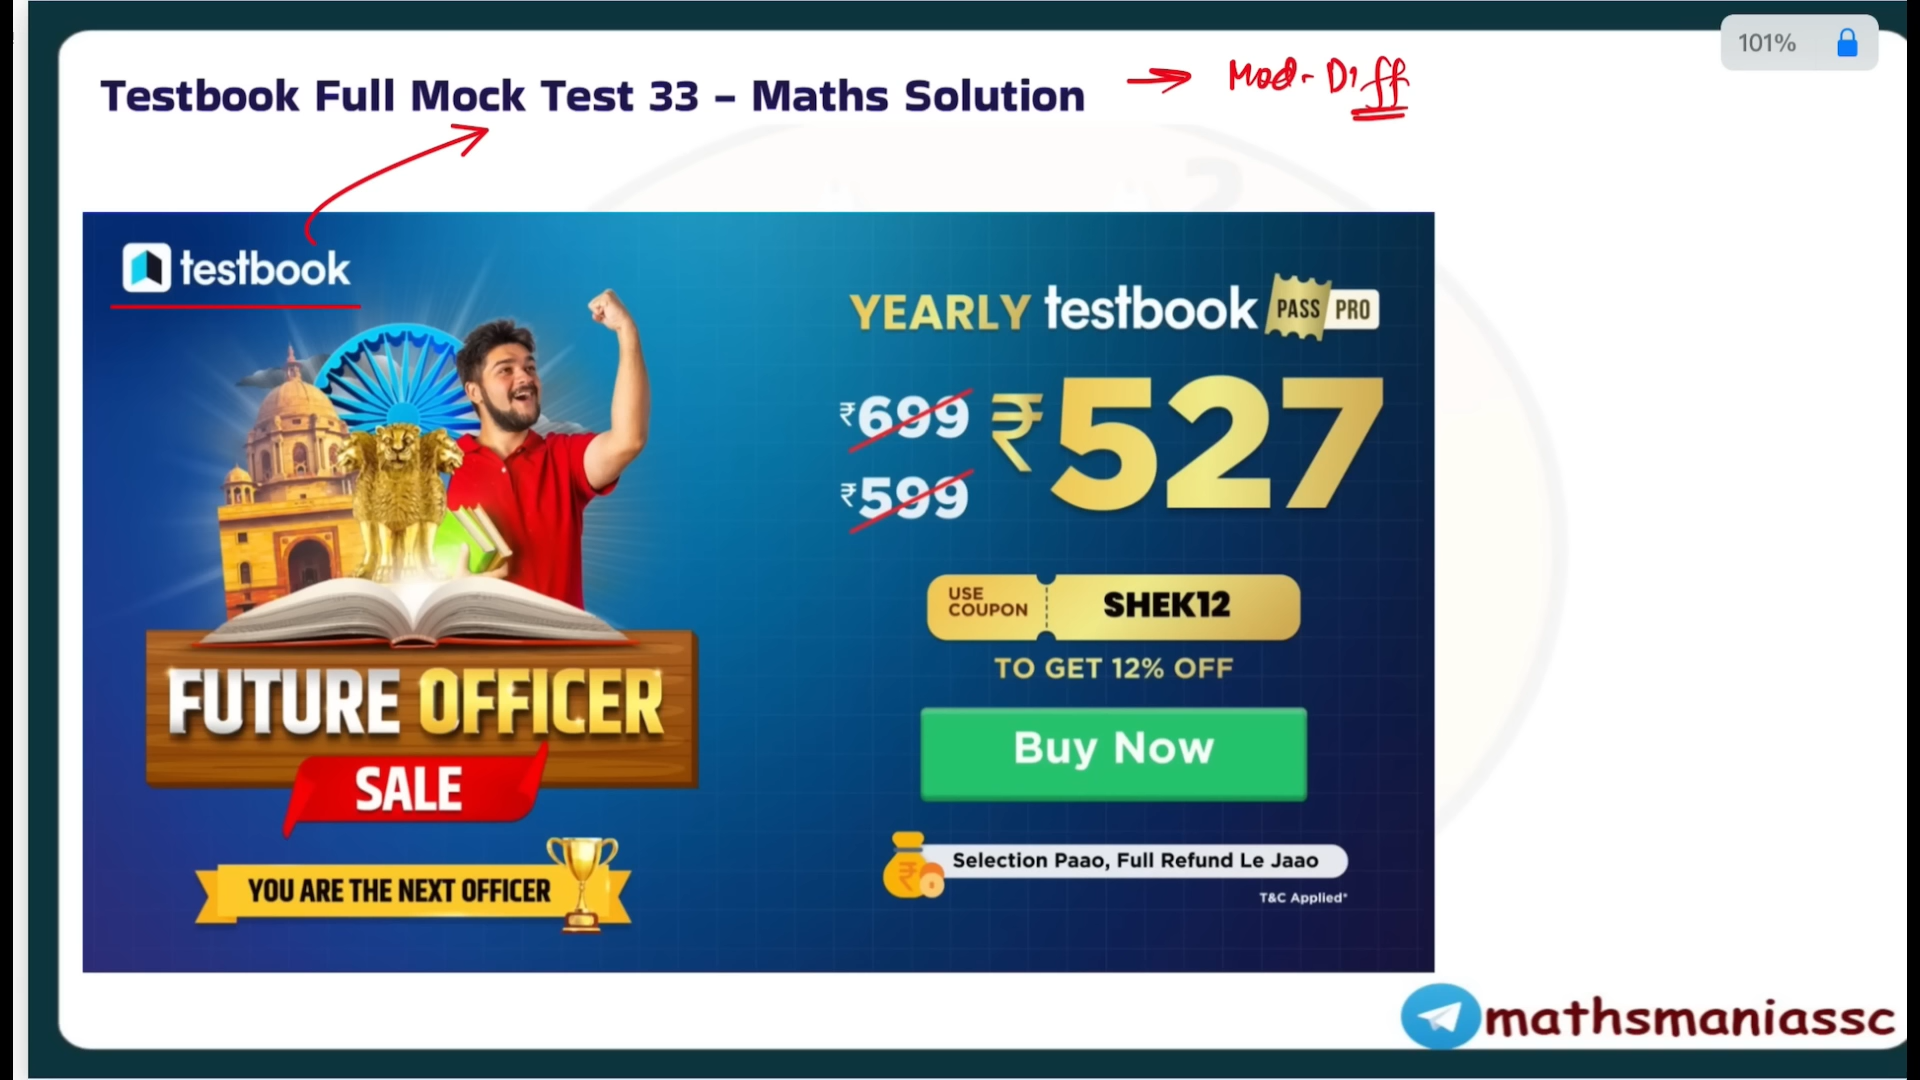 101%
Testbook Full Mock Test 33 – Maths Solution
Mod- Diff
testbook
YEARLY testbook PASS PRO
₹699
₹599
₹527
USE COUPON SHEK12
TO GET 12% OFF
Buy Now
FUTURE OFFICER
SALE
YOU ARE THE NEXT OFFICER
Selection Paao, Full Refund Le Jaao
T&C Applied*
mathsmaniassc